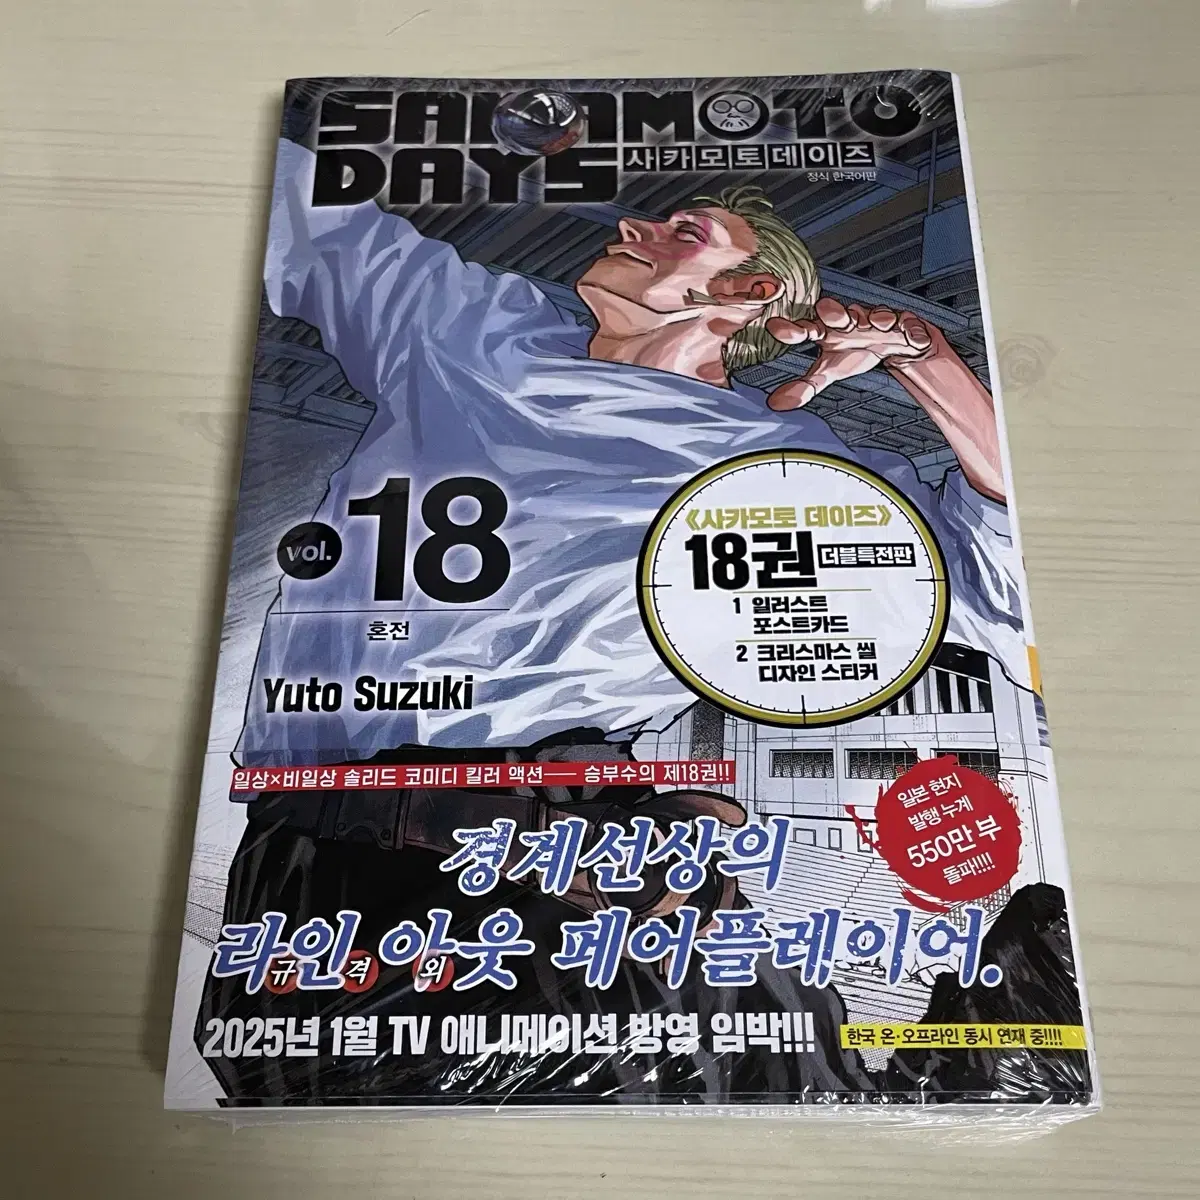 SAKAMOTO
DAYS
사카모토데이즈
정식 한국어판
vol.18
혼전
Yuto Suzuki
《사카모토 데이즈》
18권 더블특전판
1 일러스트
포스트카드
2 크리스마스 씰
디자인 스티커
일상×비일상 솔리드 코미디 킬러 액션── 승부수의 제18권!!
일본 현지
발행 누계
550만 부
돌파!!!!
경계선상의
라인 아웃 페어플레이어.
규격외
2025년 1월 TV 애니메이션 방영 임박!!!
한국 온·오프라인 동시 연재 중!!!!